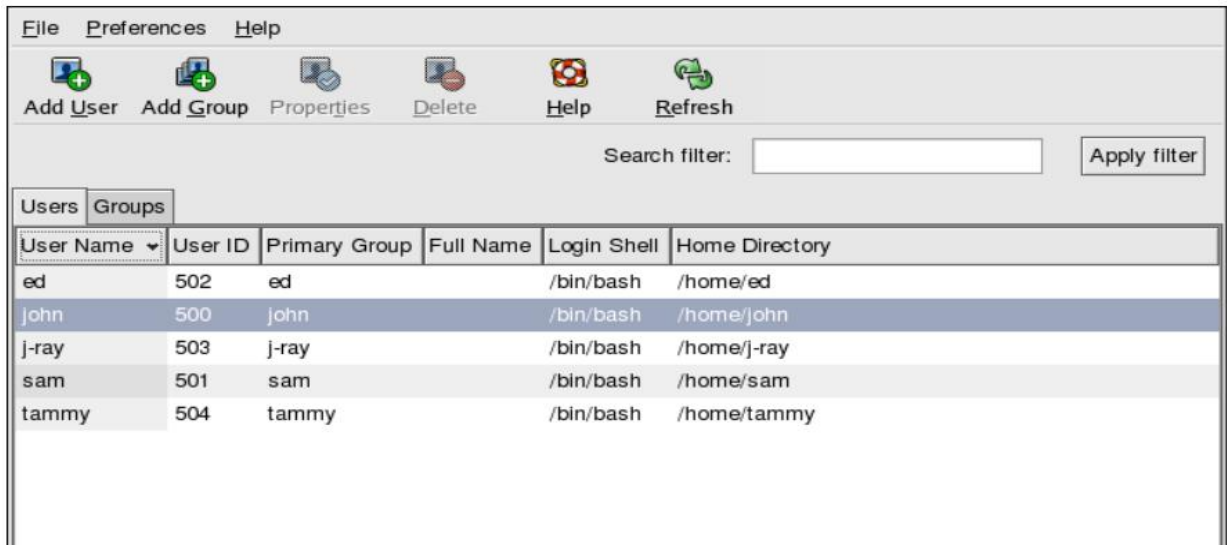 File Preferences Help
Add User Add Group Properties Delete Help Refresh
Search filter: Apply filter
Users Groups
User Name User ID Primary Group Full Name Login Shell Home Directory
ed 502 ed /bin/bash /home/ed
john 500 john /bin/bash /home/john
j-ray 503 j-ray /bin/bash /home/j-ray
sam 501 sam /bin/bash /home/sam
tammy 504 tammy /bin/bash /home/tammy